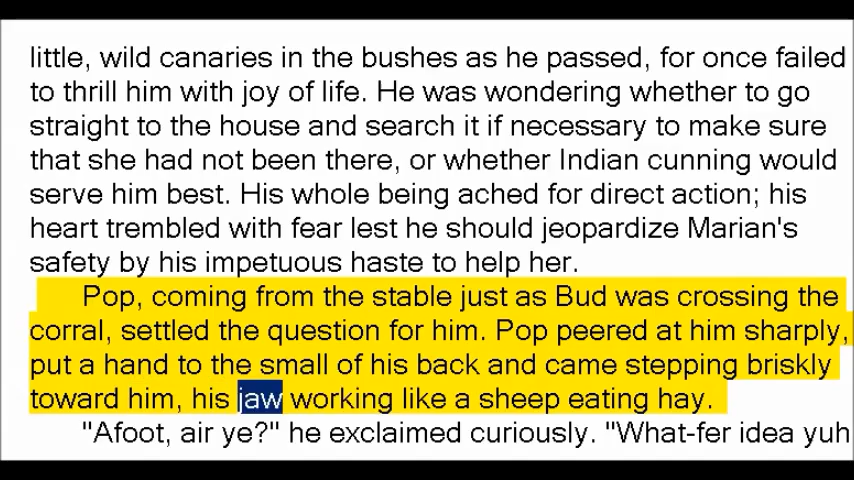 little, wild canaries in the bushes as he passed, for once failed
to thrill him with joy of life. He was wondering whether to go
straight to the house and search it if necessary to make sure
that she had not been there, or whether Indian cunning would
serve him best. His whole being ached for direct action; his
heart trembled with fear lest he should jeopardize Marian's
safety by his impetuous haste to help her.
Pop, coming from the stable just as Bud was crossing the
corral, settled the question for him. Pop peered at him sharply,
put a hand to the small of his back and came stepping briskly
toward him, his jaw working like a sheep eating hay.
"Afoot, air ye?" he exclaimed curiously. "What-fer idea yuh